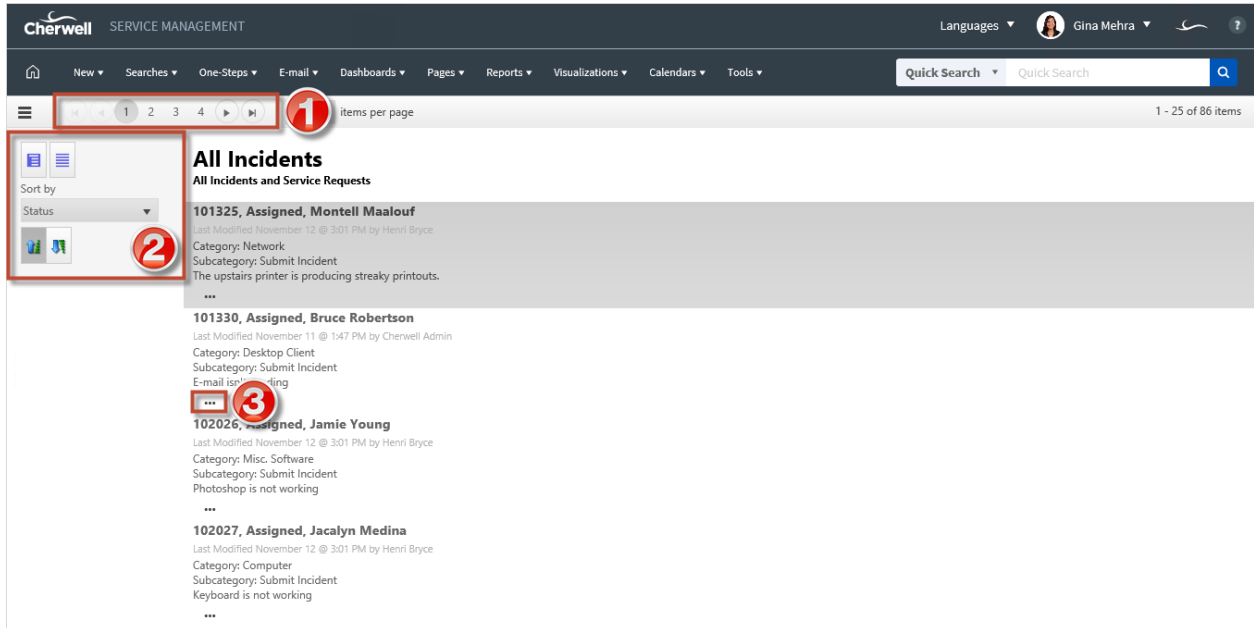 Cherwell SERVICE MANAGEMENT Languages ▼ Gina Mehra ▼ ?
New ▾ Searches ▾ One-Steps ▾ E-mail ▾ Dashboards ▾ Pages ▾ Reports ▾ Visualizations ▾ Calendars ▾ Tools ▾ Quick Search ▾ Quick Search
1 2 3 4 1 items per page 1 - 25 of 86 items
All Incidents
All Incidents and Service Requests
Sort by
Status ▼
2
101325, Assigned, Montell Maalouf
Last Modified November 12 @ 3:01 PM by Henri Bryce
Category: Network
Subcategory: Submit Incident
The upstairs printer is producing streaky printouts.
...
101330, Assigned, Bruce Robertson
Last Modified November 11 @ 1:47 PM by Cherwell Admin
Category: Desktop Client
Subcategory: Submit Incident
E-mail
... 3
102026, Assigned, Jamie Young
Last Modified November 12 @ 3:01 PM by Henri Bryce
Category: Misc. Software
Subcategory: Submit Incident
Photoshop is not working
...
102027, Assigned, Jacalyn Medina
Last Modified November 12 @ 3:01 PM by Henri Bryce
Category: Computer
Subcategory: Submit Incident
Keyboard is not working
...